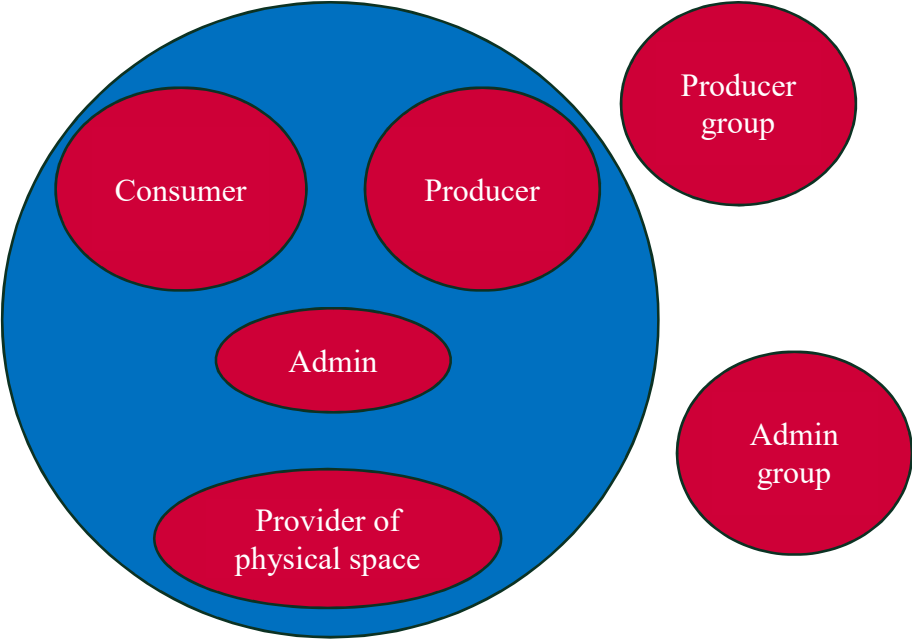 Producer
group
Consumer
Producer
Admin
Admin
group
Provider of
physical space